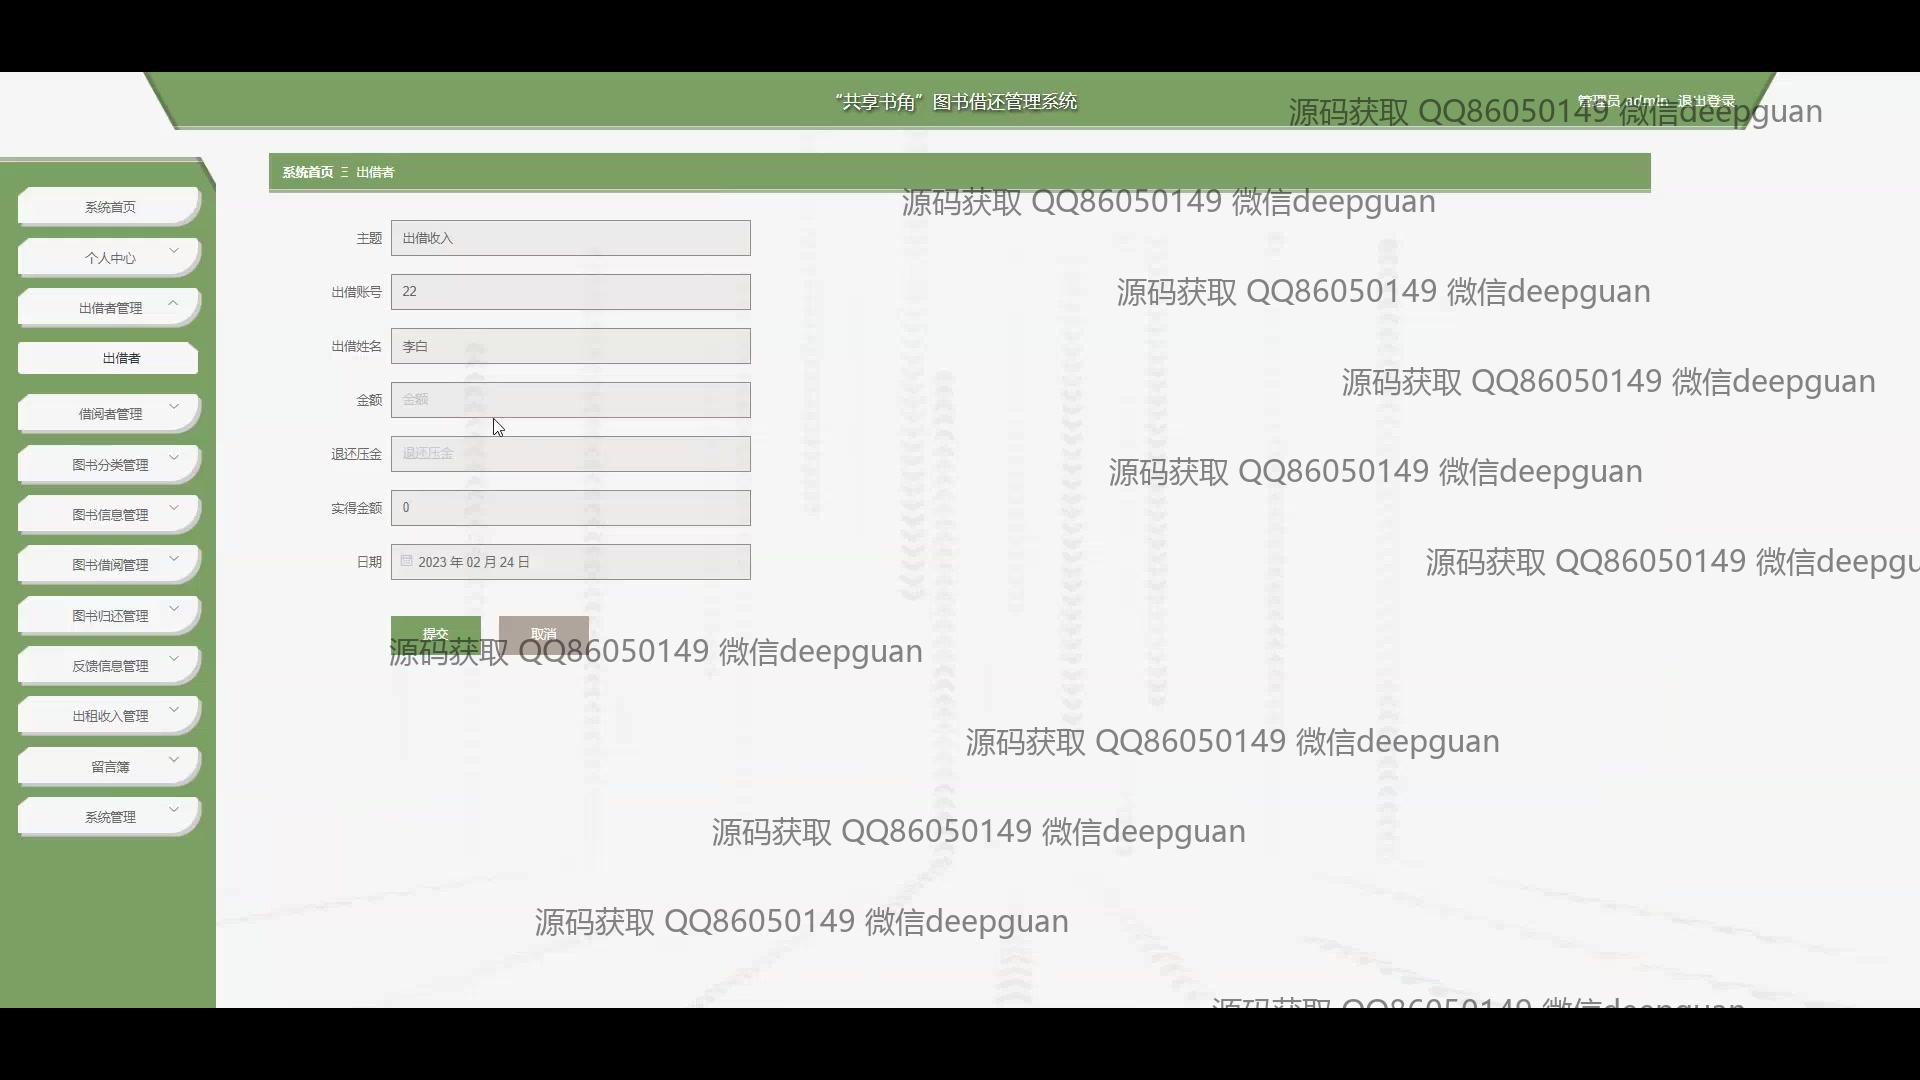 “共享书角”图书借还管理系统
管理员 admin 退出登录
源码获取 QQ86050149 微信deepguan
系统首页 Ξ 出借者
源码获取 QQ86050149 微信deepguan
系统首页
个人中心
出借者管理
出借者
借阅者管理
图书分类管理
图书信息管理
图书借阅管理
图书归还管理
反馈信息管理
出租收入管理
留言簿
系统管理
主题 出借收入
出借账号 22
源码获取 QQ86050149 微信deepguan
出借姓名 李白
源码获取 QQ86050149 微信deepguan
金额 金额
退还压金 退还压金
源码获取 QQ86050149 微信deepguan
实得金额 0
日期 2023 年 02 月 24 日
源码获取 QQ86050149 微信deepgu
提交 取消
源码获取 QQ86050149 微信deepguan
源码获取 QQ86050149 微信deepguan
源码获取 QQ86050149 微信deepguan
源码获取 QQ86050149 微信deepguan
源码获取 QQ86050149 微信deepguan